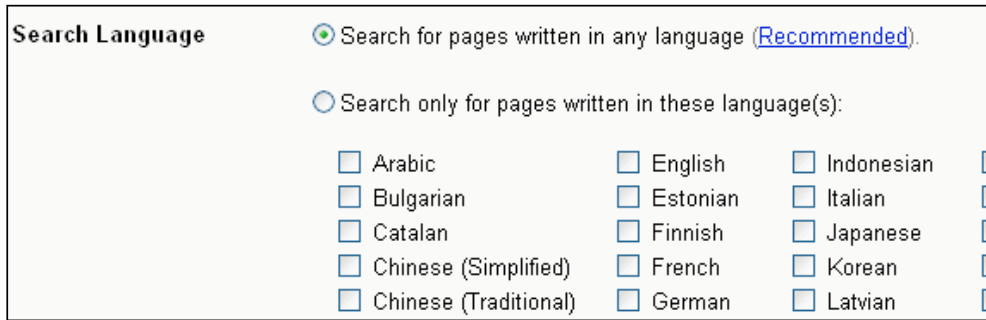 Search Language
Search for pages written in any language (Recommended).
Search only for pages written in these language(s):
Arabic English Indonesian
Bulgarian Estonian Italian
Catalan Finnish Japanese
Chinese (Simplified) French Korean
Chinese (Traditional) German Latvian